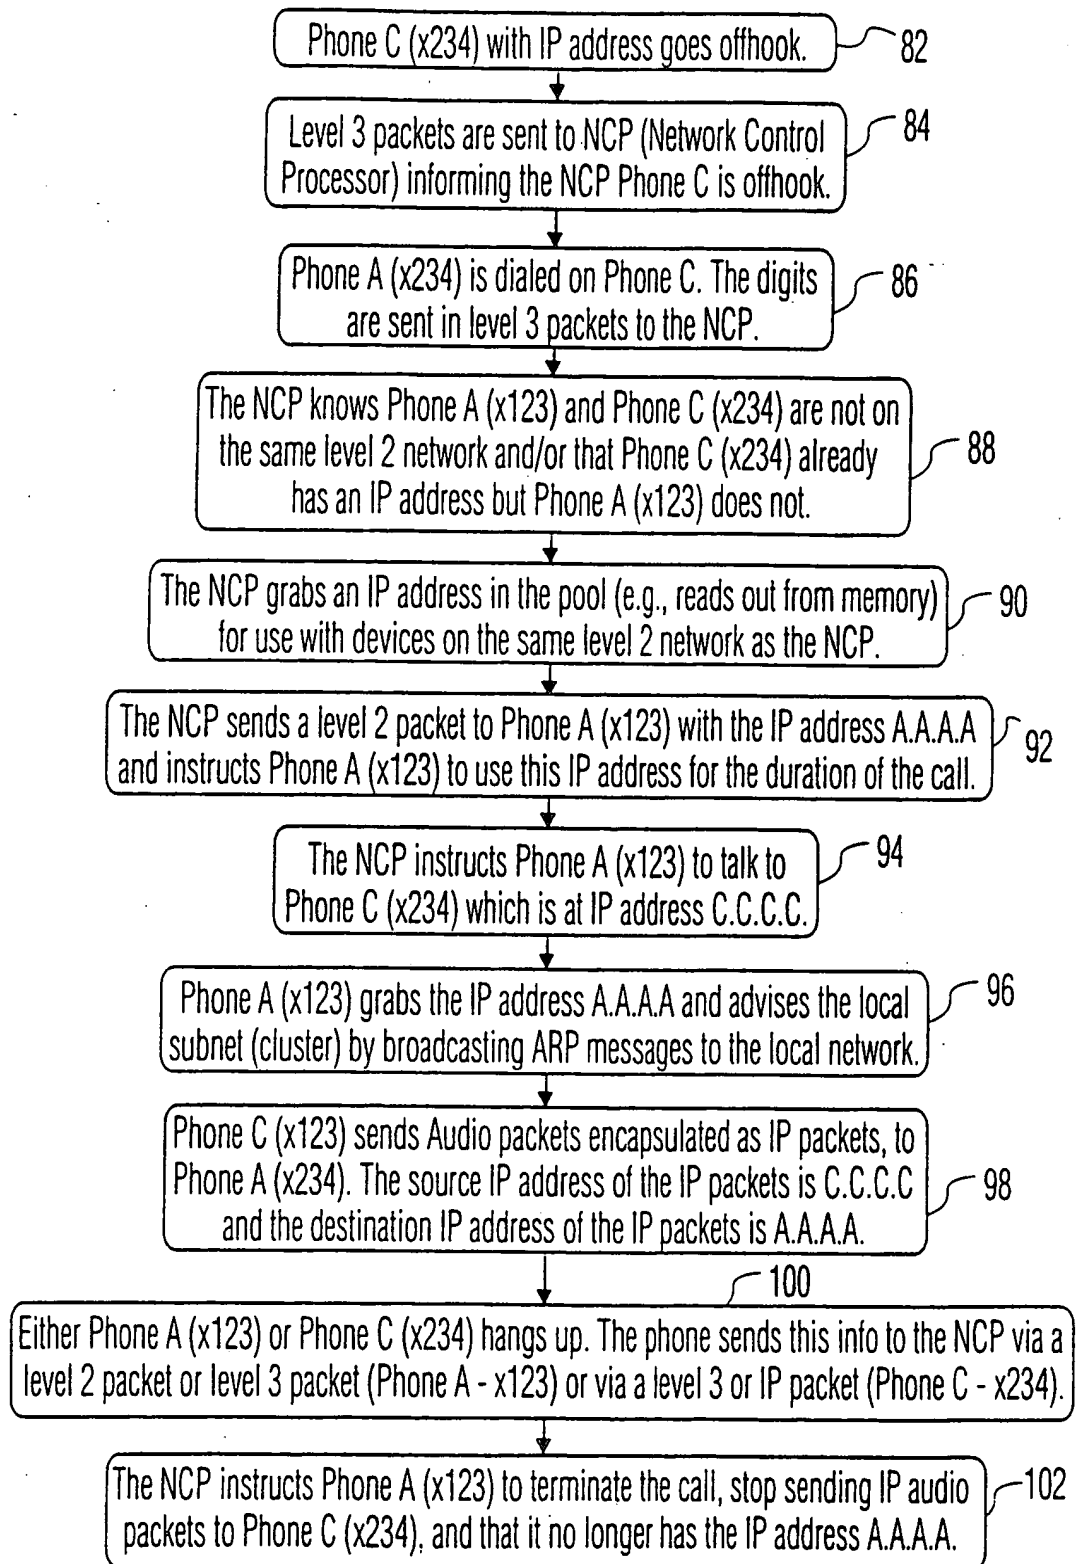 Phone C (x234) with IP address goes offhook.
82
Level 3 packets are sent to NCP (Network Control
Processor) informing the NCP Phone C is offhook.
84
Phone A (x234) is dialed on Phone C. The digits
are sent in level 3 packets to the NCP.
86
The NCP knows Phone A (x123) and Phone C (x234) are not on
the same level 2 network and/or that Phone C (x234) already
has an IP address but Phone A (x123) does not.
88
The NCP grabs an IP address in the pool (e.g., reads out from memory)
for use with devices on the same level 2 network as the NCP.
90
The NCP sends a level 2 packet to Phone A (x123) with the IP address A.A.A.A
and instructs Phone A (x123) to use this IP address for the duration of the call.
92
The NCP instructs Phone A (x123) to talk to
Phone C (x234) which is at IP address C.C.C.C.
94
Phone A (x123) grabs the IP address A.A.A.A and advises the local
subnet (cluster) by broadcasting ARP messages to the local network.
96
Phone C (x123) sends Audio packets encapsulated as IP packets, to
Phone A (x234). The source IP address of the IP packets is C.C.C.C
and the destination IP address of the IP packets is A.A.A.A.
98
100
Either Phone A (x123) or Phone C (x234) hangs up. The phone sends this info to the NCP via a
level 2 packet or level 3 packet (Phone A - x123) or via a level 3 or IP packet (Phone C - x234).
The NCP instructs Phone A (x123) to terminate the call, stop sending IP audio
packets to Phone C (x234), and that it no longer has the IP address A.A.A.A.
102